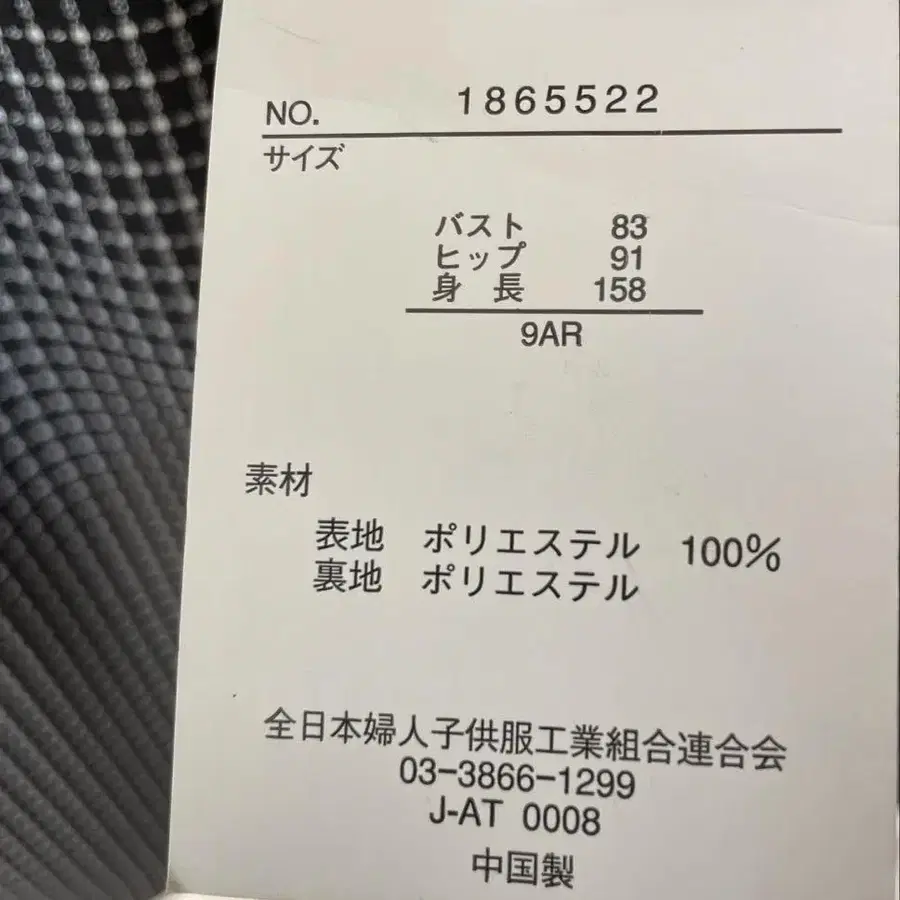 NO. 1865522
サイズ
バスト 83
ヒップ 91
身長 158
9AR
素材
表地 ポリエステル 100%
裏地 ポリエステル
全日本婦人子供服工業組合連合会
03-3866-1299
J-AT 0008
中国製